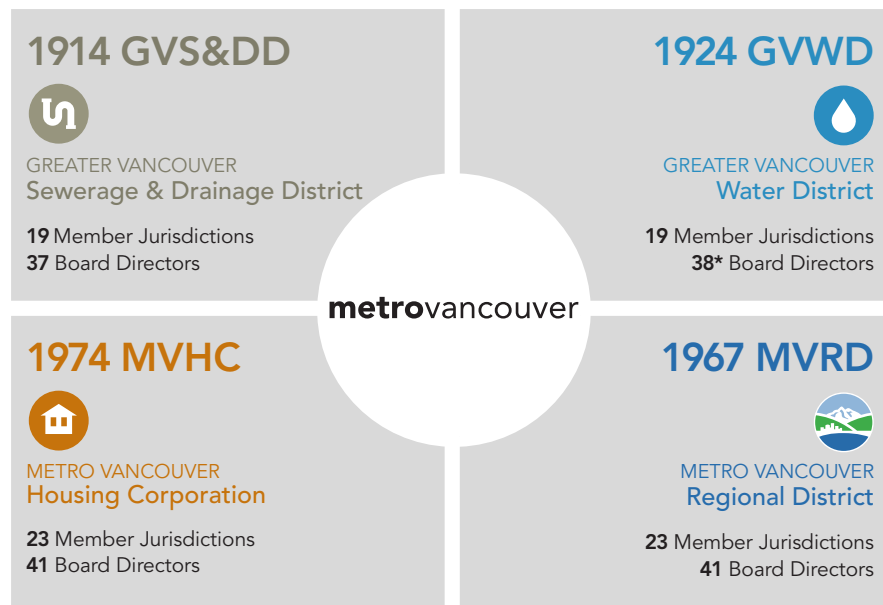 1914 GVS&DD
GREATER VANCOUVER
Sewerage & Drainage District
19 Member Jurisdictions
37 Board Directors
1924 GVWD
GREATER VANCOUVER
Water District
19 Member Jurisdictions
38* Board Directors
metrovancouver
1974 MVHC
METRO VANCOUVER
Housing Corporation
23 Member Jurisdictions
41 Board Directors
1967 MVRD
METRO VANCOUVER
Regional District
23 Member Jurisdictions
41 Board Directors